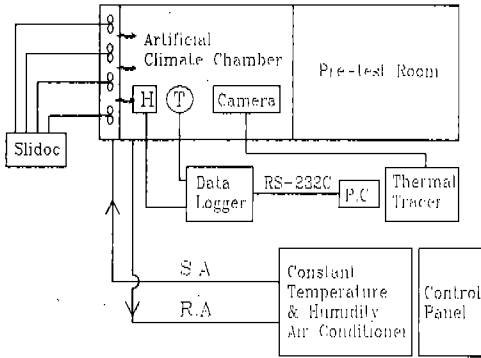 Artificial
Climate Chamber
Pre-test Room
H
T
Camera
Slidoc
Data
Logger
RS-232C
P.C
Thermal
Tracer
S.A
R.A
Constant
Temperature
& Humidity
Air Conditioner
Control
Panel